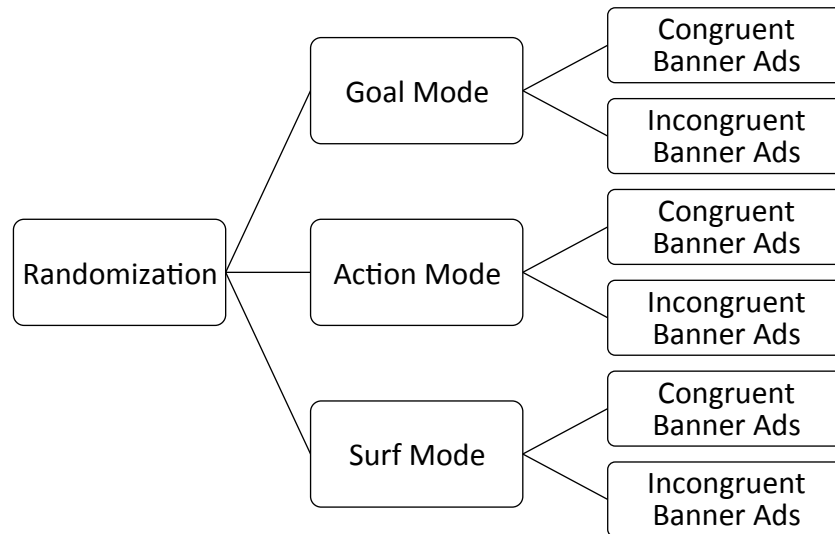 Congruent
Banner Ads
Goal Mode
Incongruent
Banner Ads
Congruent
Banner Ads
Randomization
Action Mode
Incongruent
Banner Ads
Congruent
Banner Ads
Surf Mode
Incongruent
Banner Ads